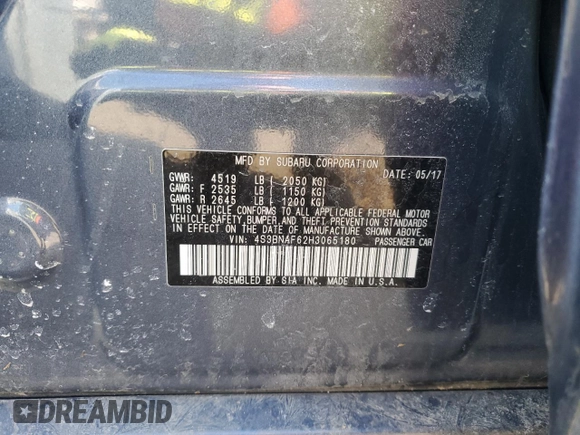 MFD BY SUBARU CORPORATION DATE: 05/17
GVWR: 4519 LB ( 2050 KG)
GAWR: F 2535 LB ( 1150 KG)
GAWR: R 2645 LB ( 1200 KG)
THIS VEHICLE CONFORMS TO ALL APPLICABLE FEDERAL MOTOR
VEHICLE SAFETY,BUMPER,AND THEFT PREVENTION STANDARDS
IN EFFECT ON THE DATE OF MANUFACTURE SHOWN ABOVE.
VIN: 4S3BNAF62H3065180 PASSENGER CAR
ASSEMBLED BY SIA INC. MADE IN U.S.A.
DREAMBID